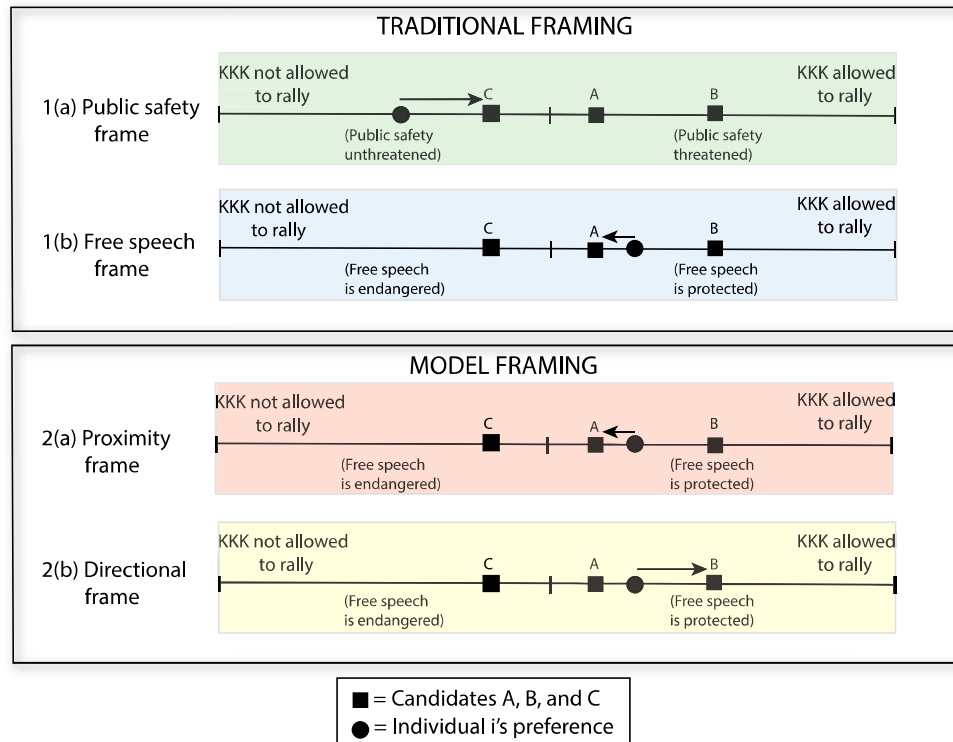 TRADITIONAL FRAMING
KKK not allowed
to rally
KKK allowed
to rally
1(a) Public safety
frame
C
A
B
(Public safety
unthreatened)
(Public safety
threatened)
KKK not allowed
to rally
KKK allowed
to rally
1(b) Free speech
frame
C
A
B
(Free speech
is endangered)
(Free speech
is protected)
MODEL FRAMING
KKK not allowed
to rally
KKK allowed
to rally
2(a) Proximity
frame
C
A
B
(Free speech
is endangered)
(Free speech
is protected)
KKK not allowed
to rally
KKK allowed
to rally
2(b) Directional
frame
C
A
B
(Free speech
is endangered)
(Free speech
is protected)
■ = Candidates A, B, and C
● = Individual i's preference